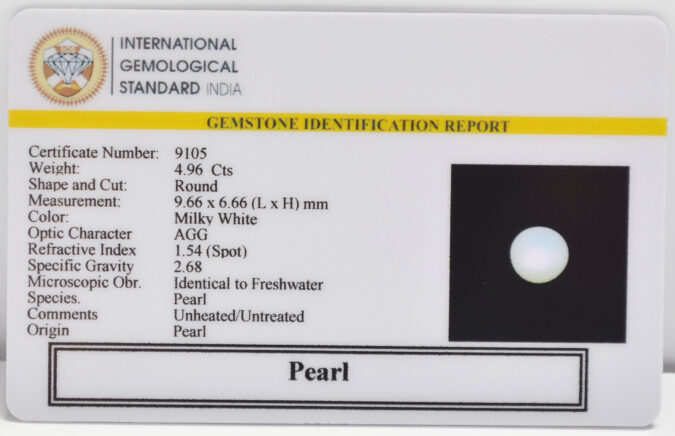 IGS
INTERNATIONAL
GEMOLOGICAL
STANDARD INDIA
GEMSTONE IDENTIFICATION REPORT
Certificate Number: 9105
Weight: 4.96 Cts
Shape and Cut: Round
Measurement: 9.66 x 6.66 (L x H) mm
Color: Milky White
Optic Character AGG
Refractive Index 1.54 (Spot)
Specific Gravity 2.68
Microscopic Obr. Identical to Freshwater
Species. Pearl
Comments Unheated/Untreated
Origin Pearl
Pearl